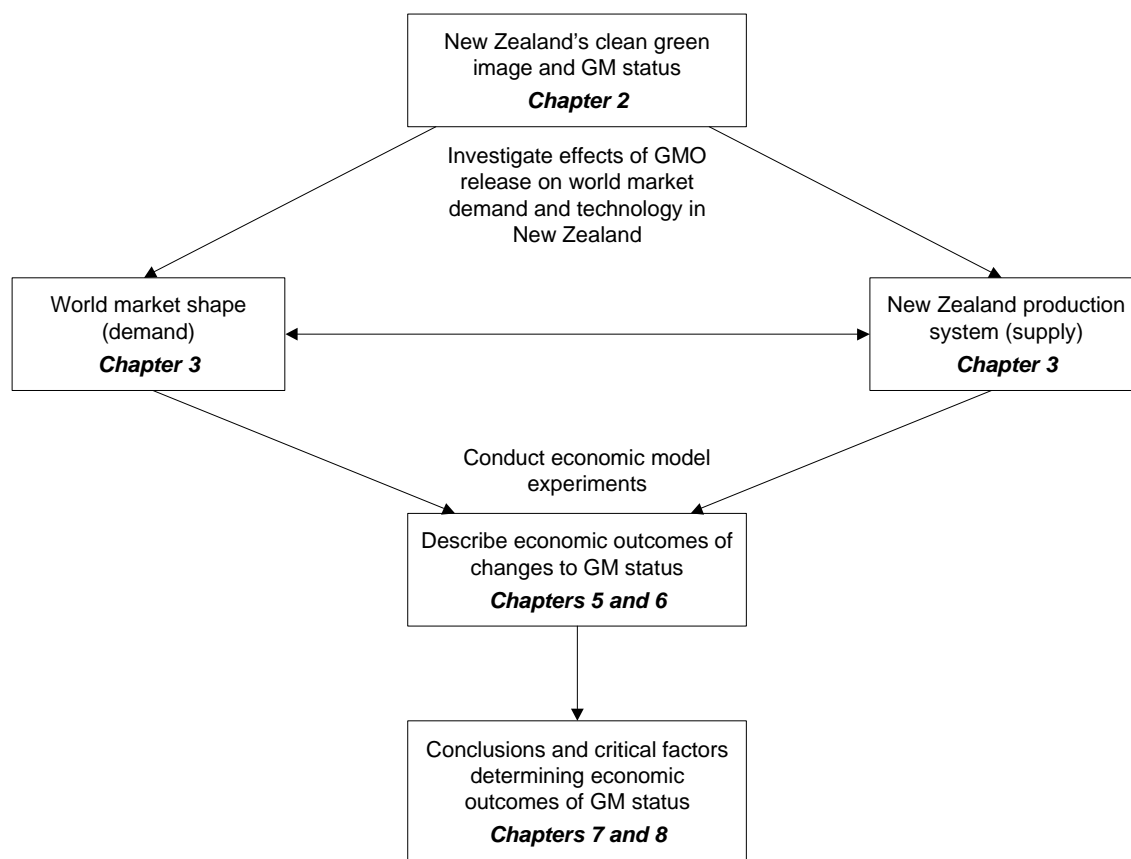 New Zealand’s clean green
image and GM status
Chapter 2
Investigate effects of GMO
release on world market
demand and technology in
New Zealand
World market shape
(demand)
Chapter 3
New Zealand production
system (supply)
Chapter 3
Conduct economic model
experiments
Describe economic outcomes of
changes to GM status
Chapters 5 and 6
Conclusions and critical factors
determining economic
outcomes of GM status
Chapters 7 and 8